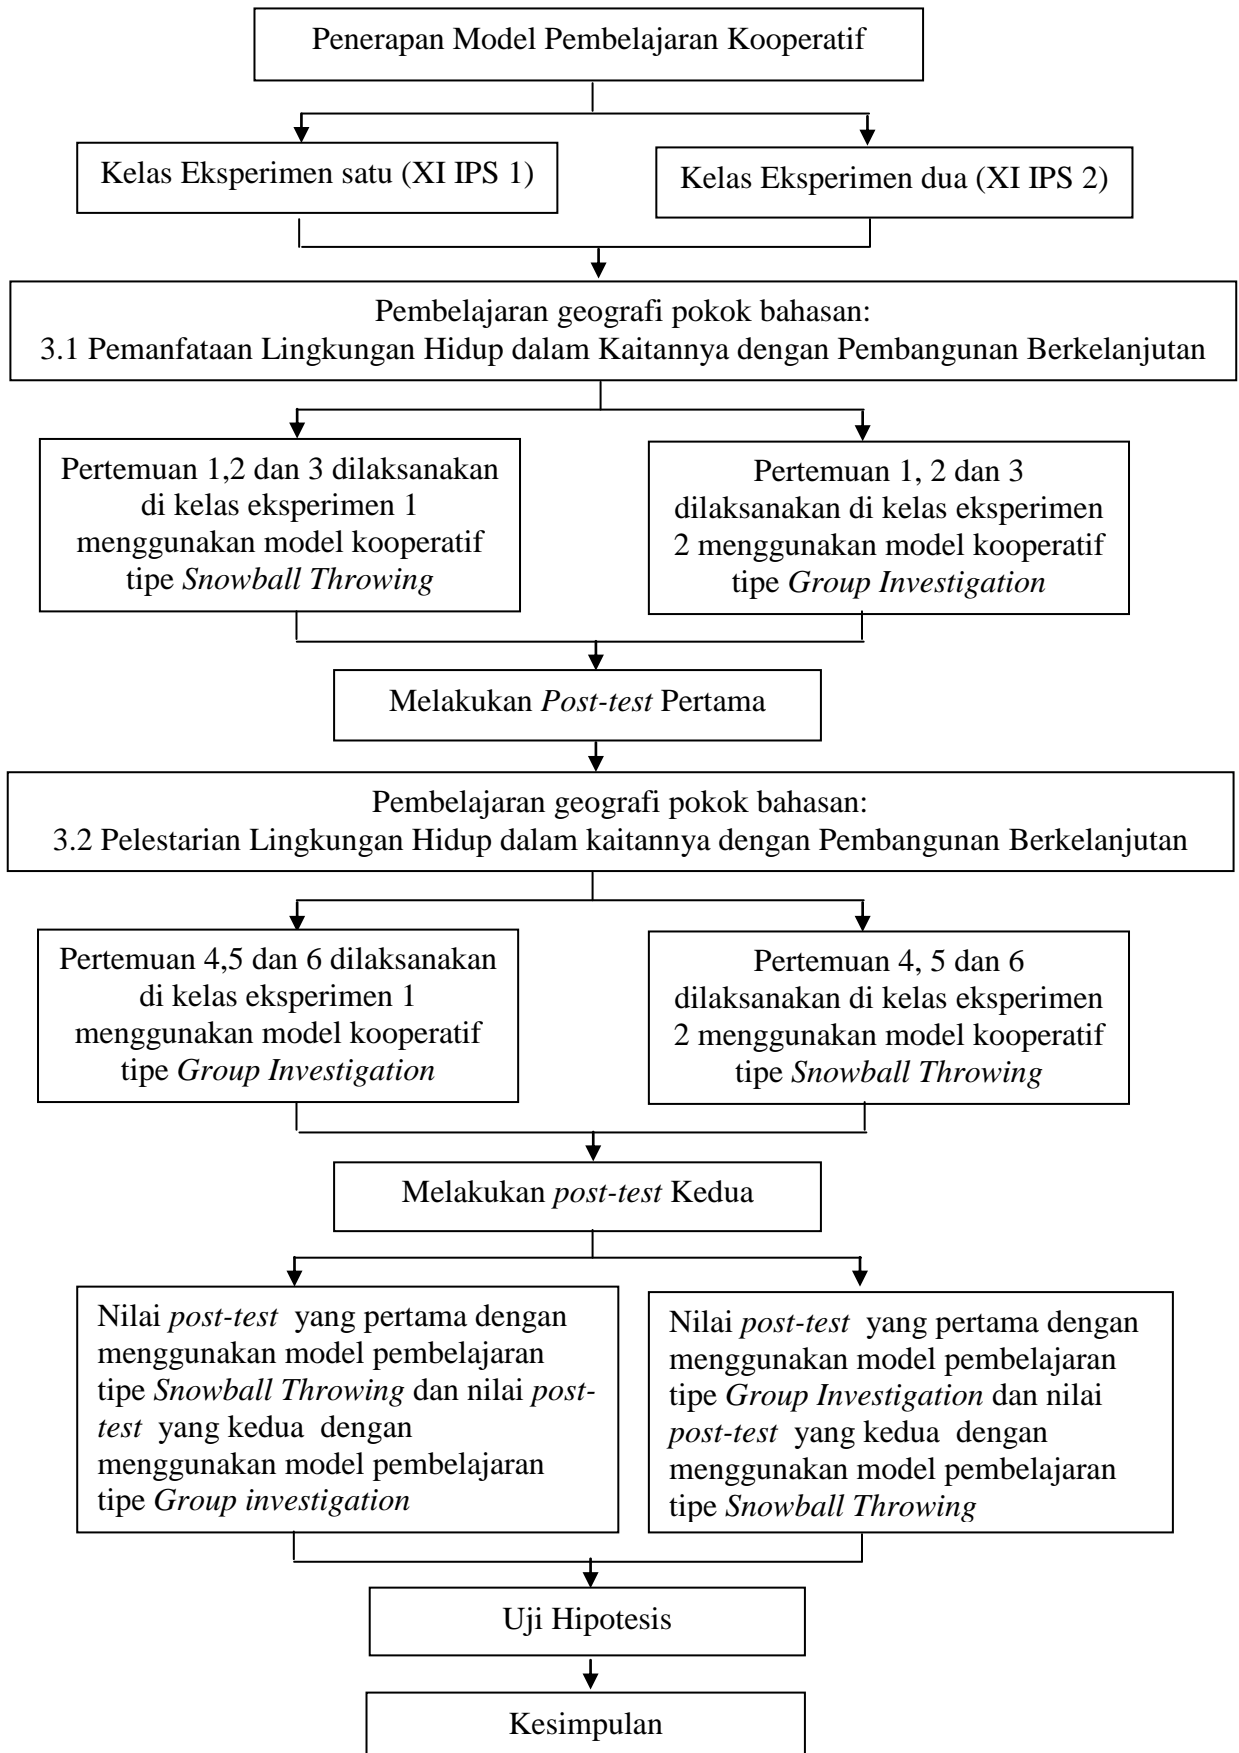 Penerapan Model Pembelajaran Kooperatif
Kelas Eksperimen satu (XI IPS 1)
Kelas Eksperimen dua (XI IPS 2)
Pembelajaran geografi pokok bahasan:
3.1 Pemanfataan Lingkungan Hidup dalam Kaitannya dengan Pembangunan Berkelanjutan
Pertemuan 1,2 dan 3 dilaksanakan
di kelas eksperimen 1
menggunakan model kooperatif
tipe Snowball Throwing
Pertemuan 1, 2 dan 3
dilaksanakan di kelas eksperimen
2 menggunakan model kooperatif
tipe Group Investigation
Melakukan Post-test Pertama
Pembelajaran geografi pokok bahasan:
3.2 Pelestarian Lingkungan Hidup dalam kaitannya dengan Pembangunan Berkelanjutan
Pertemuan 4,5 dan 6 dilaksanakan
di kelas eksperimen 1
menggunakan model kooperatif
tipe Group Investigation
Pertemuan 4, 5 dan 6
dilaksanakan di kelas eksperimen
2 menggunakan model kooperatif
tipe Snowball Throwing
Melakukan post-test Kedua
Nilai post-test yang pertama dengan
menggunakan model pembelajaran
tipe Snowball Throwing dan nilai post-
test yang kedua dengan
menggunakan model pembelajaran
tipe Group investigation
Nilai post-test yang pertama dengan
menggunakan model pembelajaran
tipe Group Investigation dan nilai
post-test yang kedua dengan
menggunakan model pembelajaran
tipe Snowball Throwing
Uji Hipotesis
Kesimpulan